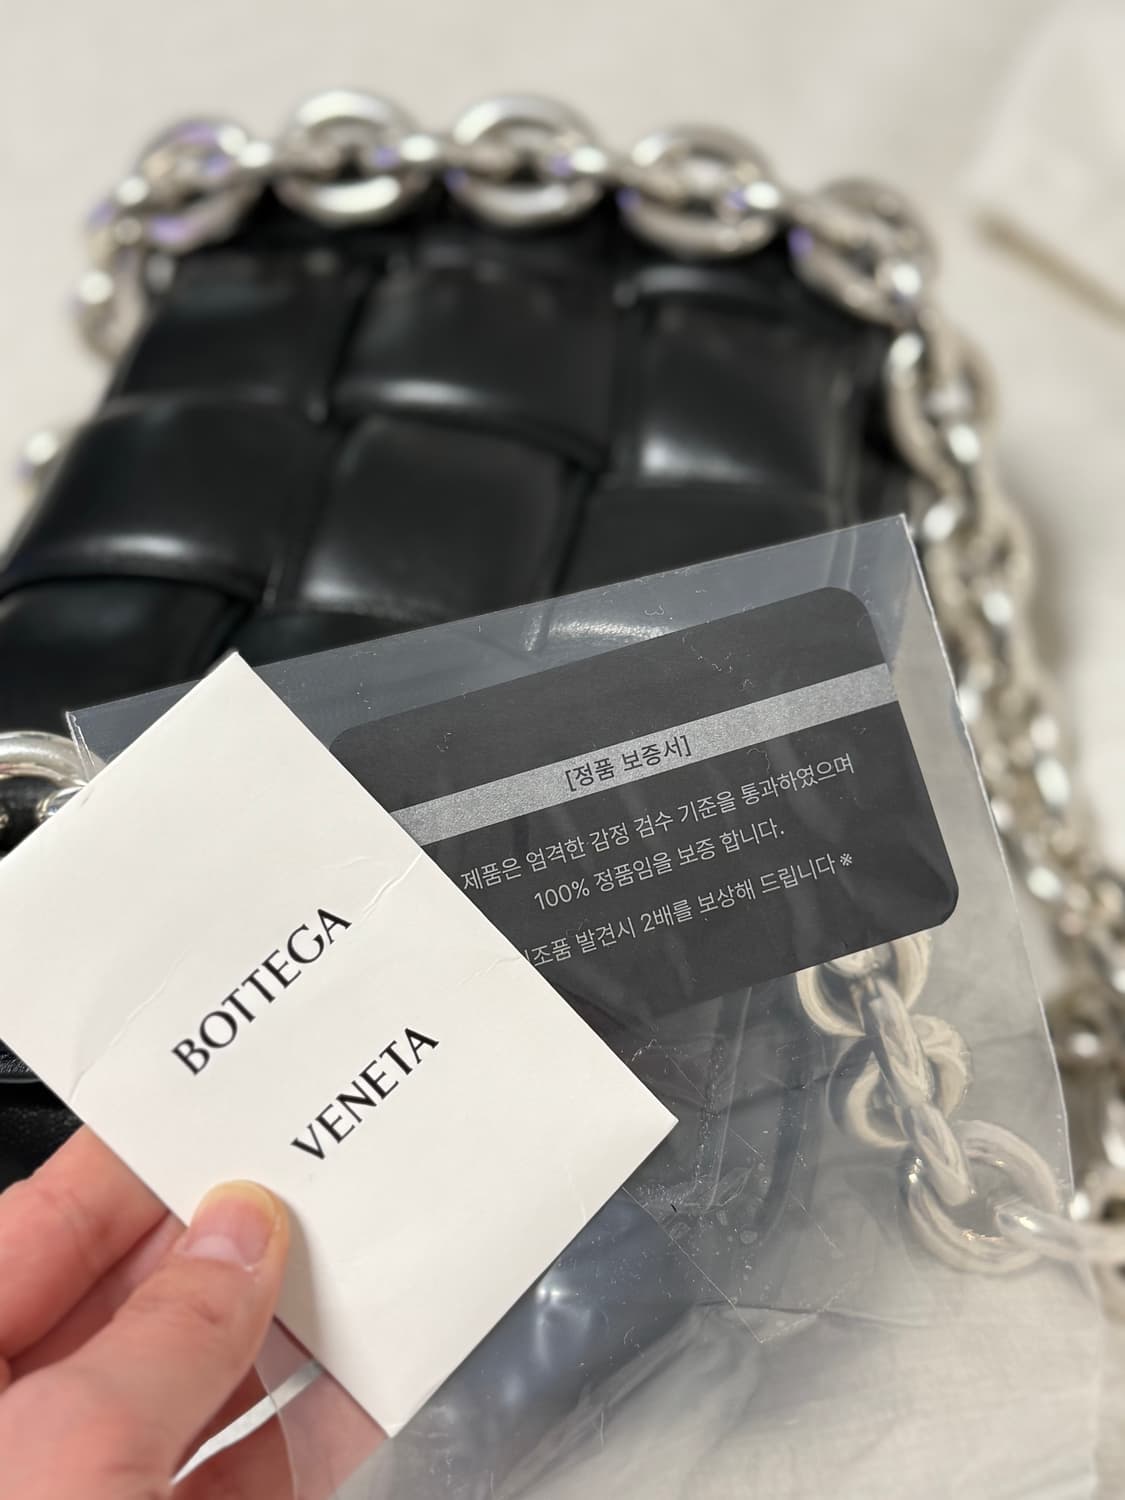 [정품 보증서]
제품은 엄격한 감정 검수 기준을 통과하였으며
100% 정품임을 보증 합니다.
발견시 2배를 보상해 드립니다※
BOTTEGA
VENETA